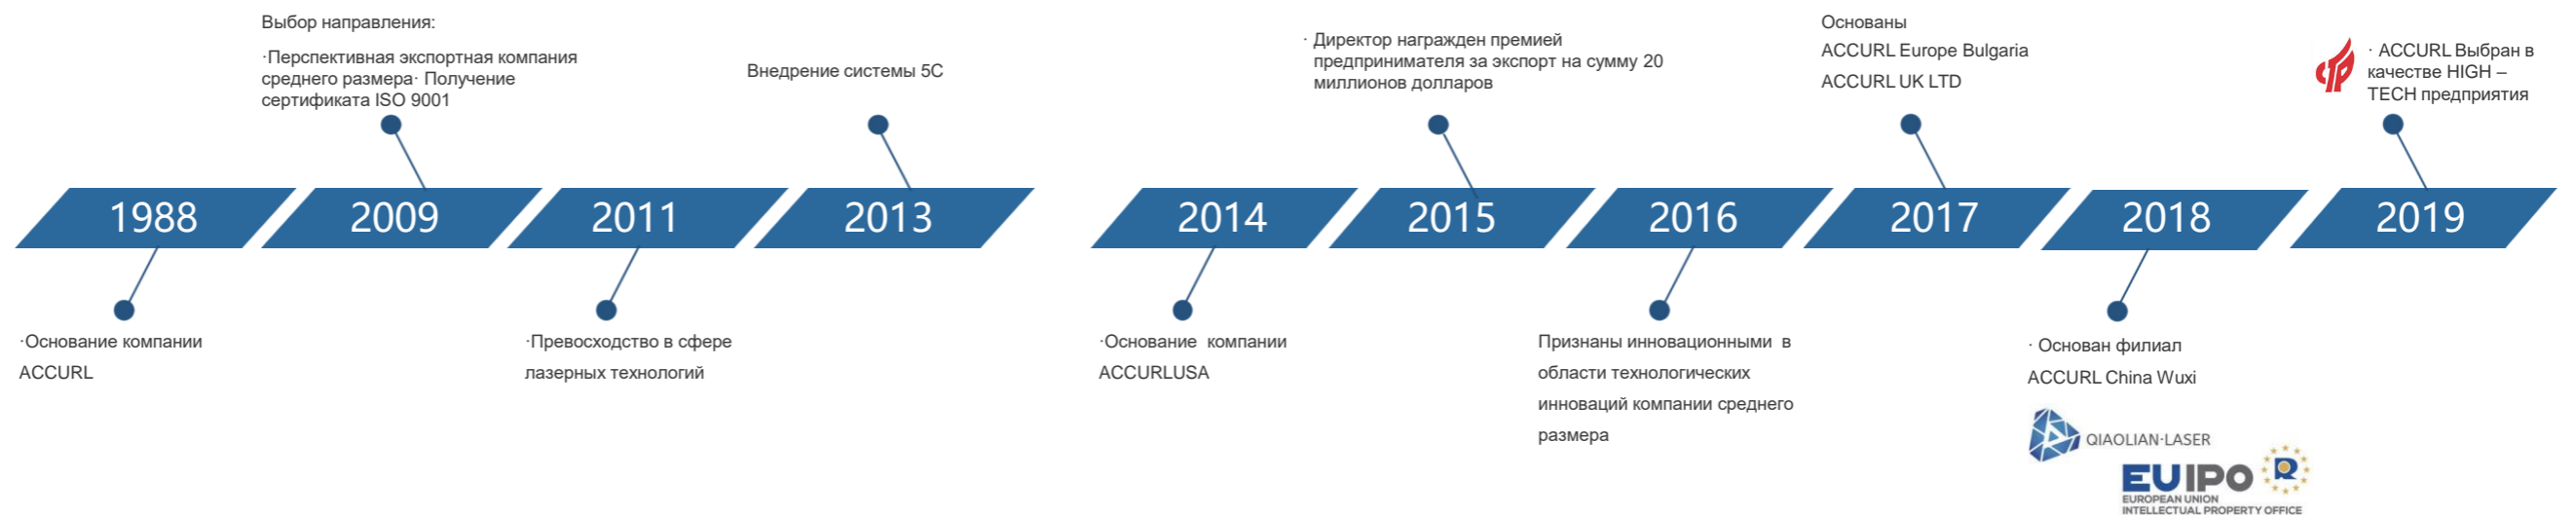 Выбор направления:
·Перспективная экспортная компания
среднего размера· Получение
сертификата ISO 9001
Внедрение системы 5С
· Директор награжден премией
предпринимателя за экспорт на сумму 20
миллионов долларов
Основаны
ACCURL Europe Bulgaria
ACCURL UK LTD
· ACCURL Выбран в
качестве HIGH –
TECH предприятия
1988
2009
2011
2013
2014
2015
2016
2017
2018
2019
·Основание компании
ACCURL
·Превосходство в сфере
лазерных технологий
·Основание компании
ACCURLUSA
Признаны инновационными в
области технологических
инноваций компании среднего
размера
· Основан филиал
ACCURL China Wuxi
QIAOLIAN·LASER
EUIPO
R
EUROPEAN UNION
INTELLECTUAL PROPERTY OFFICE